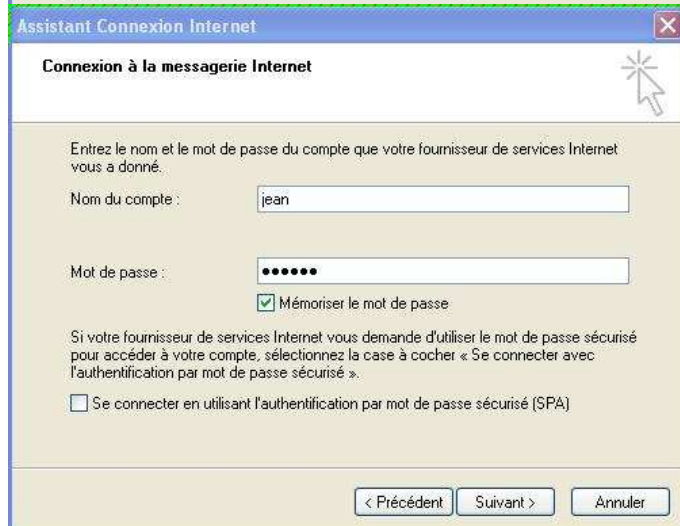 Assistant Connexion Internet
Connexion à la messagerie Internet
Entrez le nom et le mot de passe du compte que votre fournisseur de services Internet
vous a donné.
Nom du compte :
jean
Mot de passe :
●●●●●●
Mémoriser le mot de passe
Si votre fournisseur de services Internet vous demande d'utiliser le mot de passe sécurisé
pour accéder à votre compte, sélectionnez la case à cocher « Se connecter avec
l'authentification par mot de passe sécurisé ».
Se connecter en utilisant l'authentification par mot de passe sécurisé (SPA)
< Précédent
Suivant >
Annuler